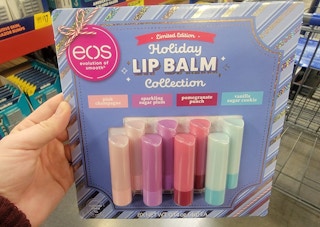 17
Limited Edition
eos
evolution of
smooth®
Holiday
LIP BALM
Collection
pink
champagne
sparkling
sugar plum
pomegranate
punch
vanilla
sugar cookie